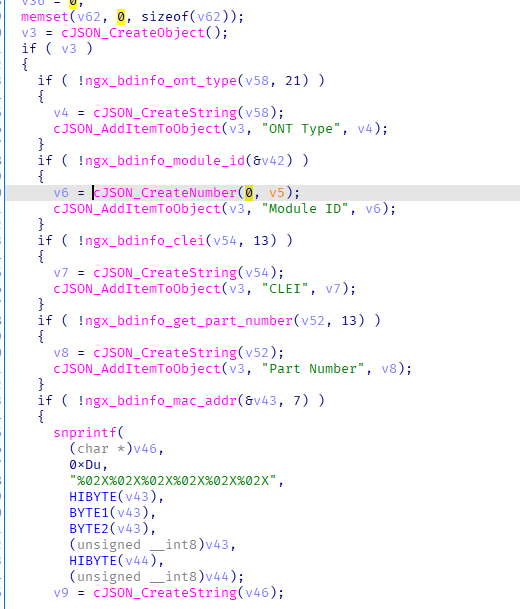 v36 = 0;
memset(v62, 0, sizeof(v62));
v3 = cJSON_CreateObject();
if ( v3 )
{
if ( !ngx_bdinfo_ont_type(v58, 21) )
{
v4 = cJSON_CreateString(v58);
cJSON_AddItemToObject(v3, "ONT Type", v4);
}
if ( !ngx_bdinfo_module_id(&v42) )
{
v6 = cJSON_CreateNumber(0, v5);
cJSON_AddItemToObject(v3, "Module ID", v6);
}
if ( !ngx_bdinfo_clei(v54, 13) )
{
v7 = cJSON_CreateString(v54);
cJSON_AddItemToObject(v3, "CLEI", v7);
}
if ( !ngx_bdinfo_get_part_number(v52, 13) )
{
v8 = cJSON_CreateString(v52);
cJSON_AddItemToObject(v3, "Part Number", v8);
}
if ( !ngx_bdinfo_mac_addr(&v43, 7) )
{
snprintf(
(char *)v46,
0×Du,
"%02X%02X%02X%02X%02X%02X",
HIBYTE(v43),
BYTE1(v43),
BYTE2(v43),
(unsigned __int8)v43,
HIBYTE(v44),
(unsigned __int8)v44);
v9 = cJSON_CreateString(v46);